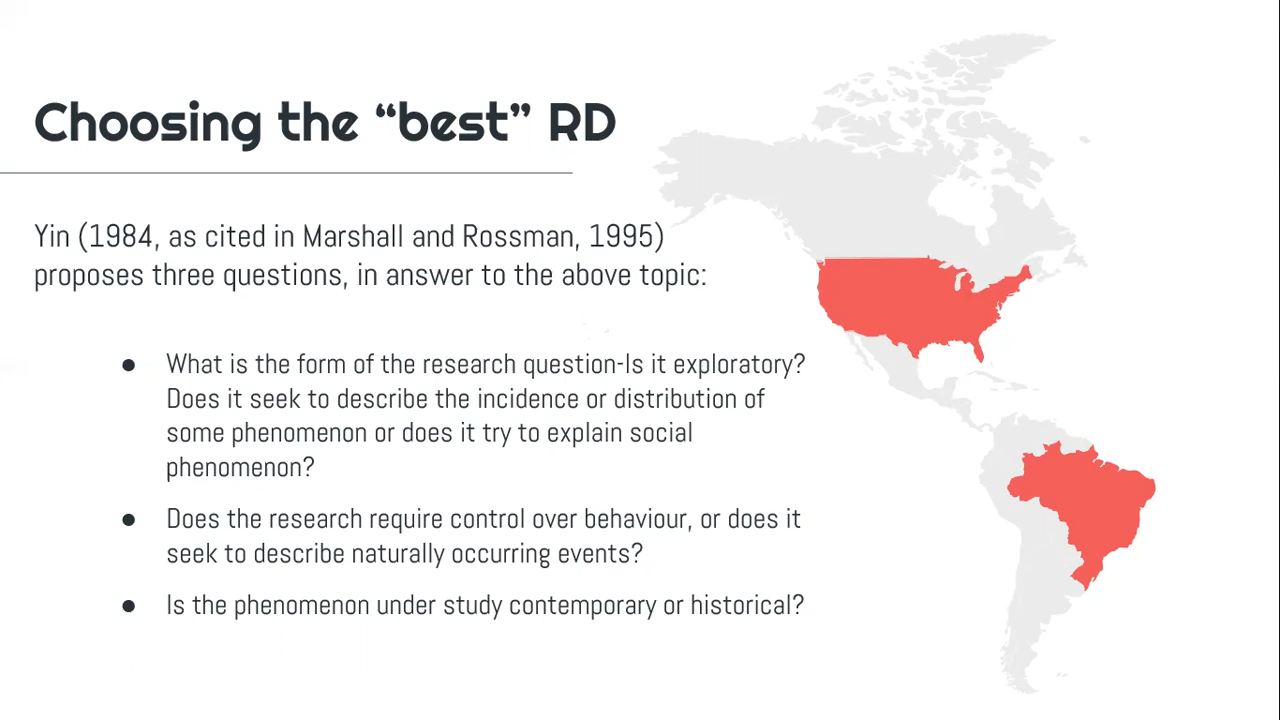 Choosing the “best” RD
Yin (1984, as cited in Marshall and Rossman, 1995)
proposes three questions, in answer to the above topic:
● What is the form of the research question-Is it exploratory?
Does it seek to describe the incidence or distribution of
some phenomenon or does it try to explain social
phenomenon?
● Does the research require control over behaviour, or does it
seek to describe naturally occurring events?
● Is the phenomenon under study contemporary or historical?